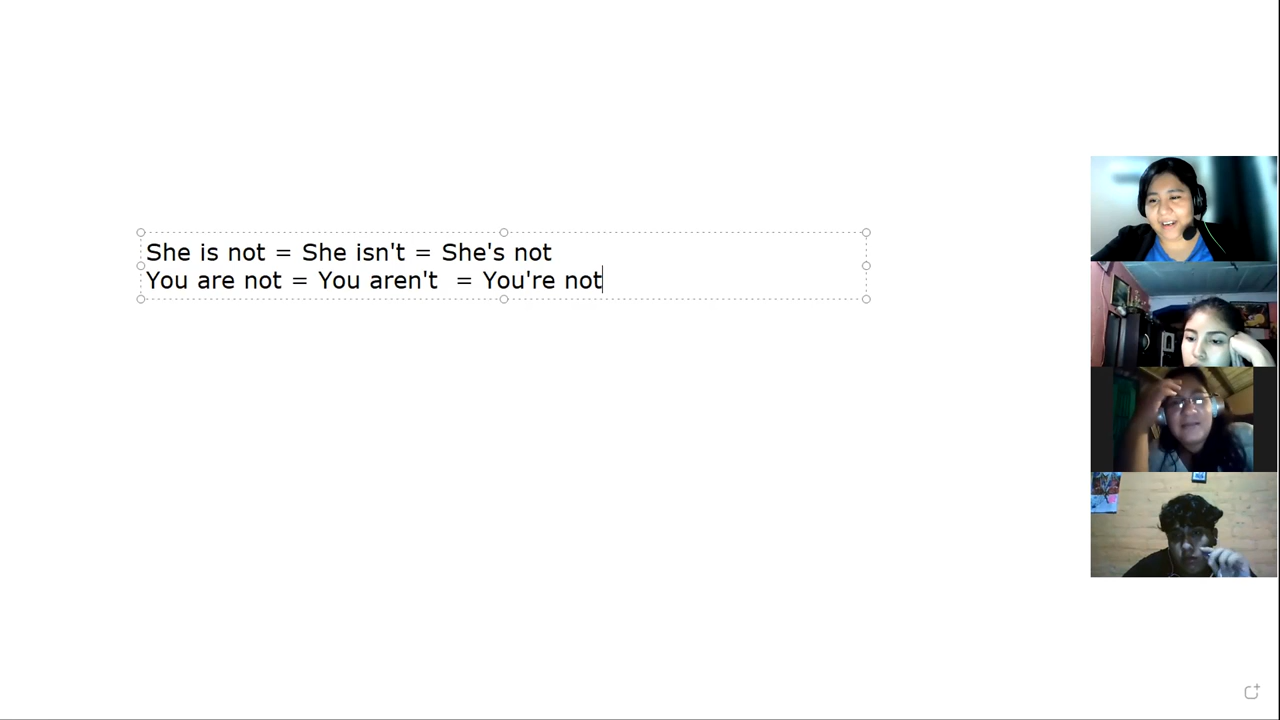 She is not = She isn't = She's not
You are not = You aren't  = You're not